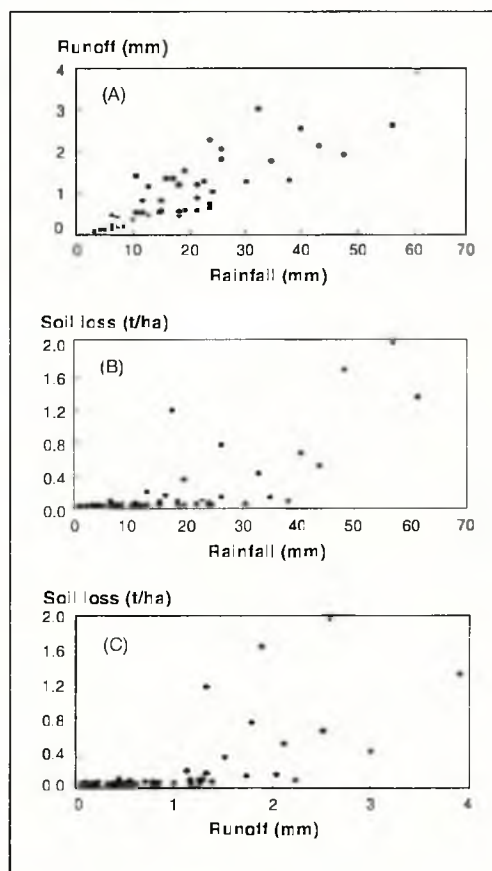 Runoff (mm)
4
(A)
3
2
1
0
0 10 20 30 40 50 60 70
Rainfall (mm)
Soil loss (t/ha)
2.0
(B)
1.6
1.2
0.8
0.4
0.0
0 10 20 30 40 50 60 70
Rainfall (mm)
Soil loss (t/ha)
2.0
(C)
1.6
1.2
0.8
0.4
0.0
0 1 2 3 4
Runoff (mm)